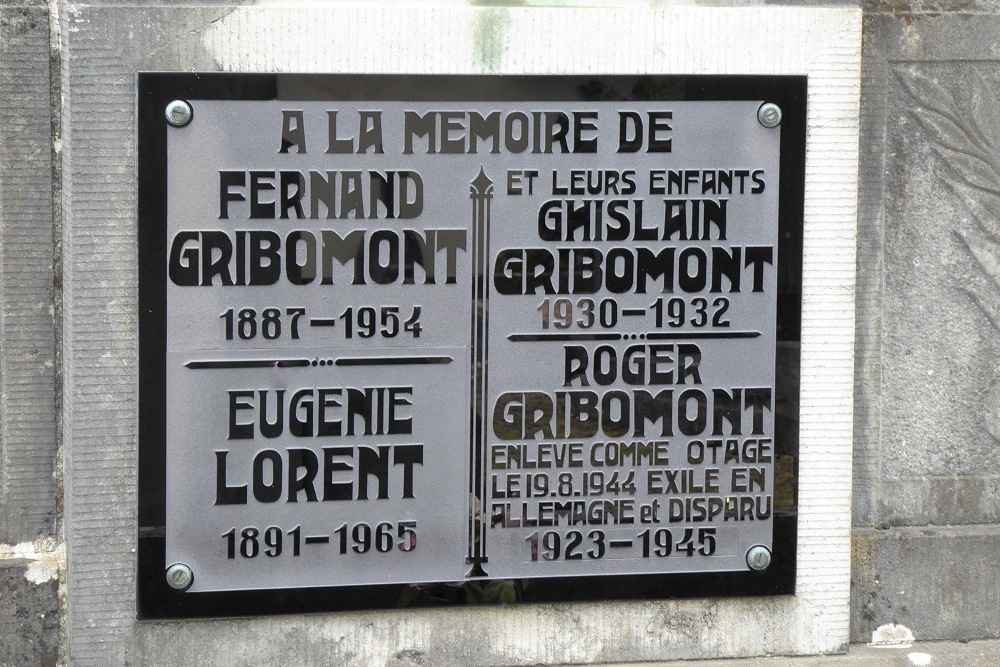 A LA MEMOIRE DE
FERNAND
GRIBOMONT
1887-1954
EUGENIE
LORENT
1891-1965
ET LEURS ENFANTS
GHISLAIN
GRIBOMONT
1930-1932
ROGER
GRIBOMONT
ENLEVE COMME OTAGE
LE 19.8.1944 EXILE EN
ALLEMAGNE et DISPARU
1923-1945